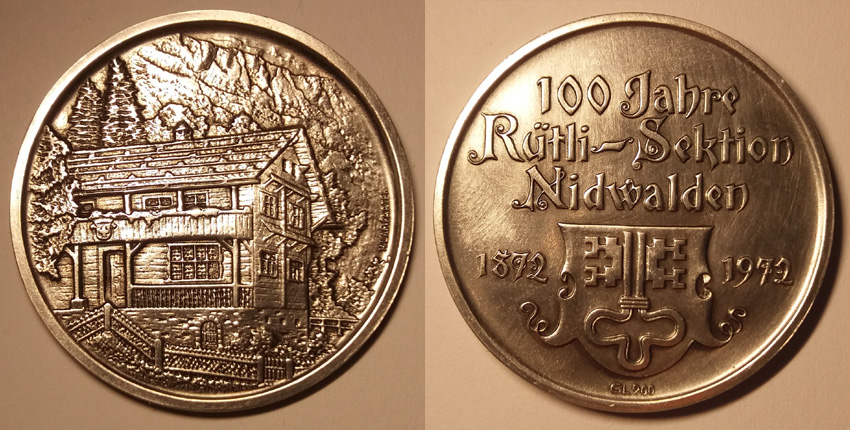 100 Jahre
Rütli-Sektion
Nidwalden
1872 1972